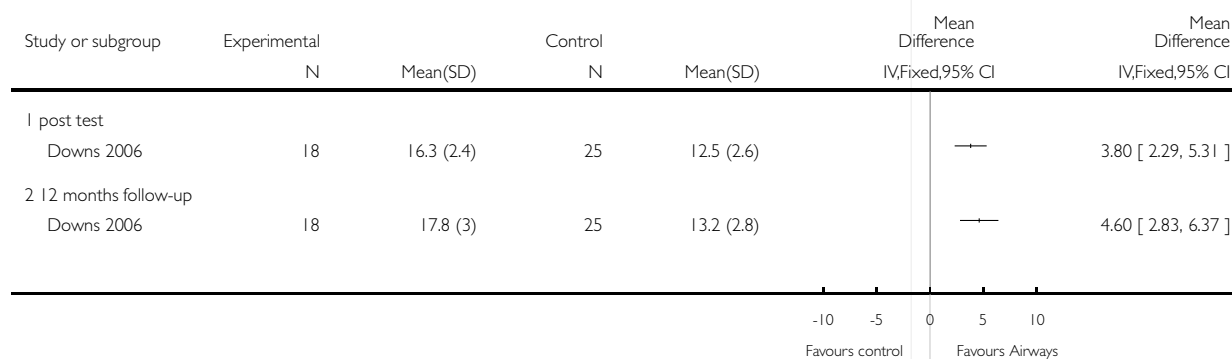 Mean Mean
Study or subgroup Experimental Control Difference Difference
N Mean(SD) N Mean(SD) IV,Fixed,95% CI IV,Fixed,95% CI
1 post test
Downs 2006 18 16.3 (2.4) 25 12.5 (2.6) 3.80 [ 2.29, 5.31 ]
2 12 months follow-up
Downs 2006 18 17.8 (3) 25 13.2 (2.8) 4.60 [ 2.83, 6.37 ]
-10 -5 0 5 10
Favours control Favours Airways